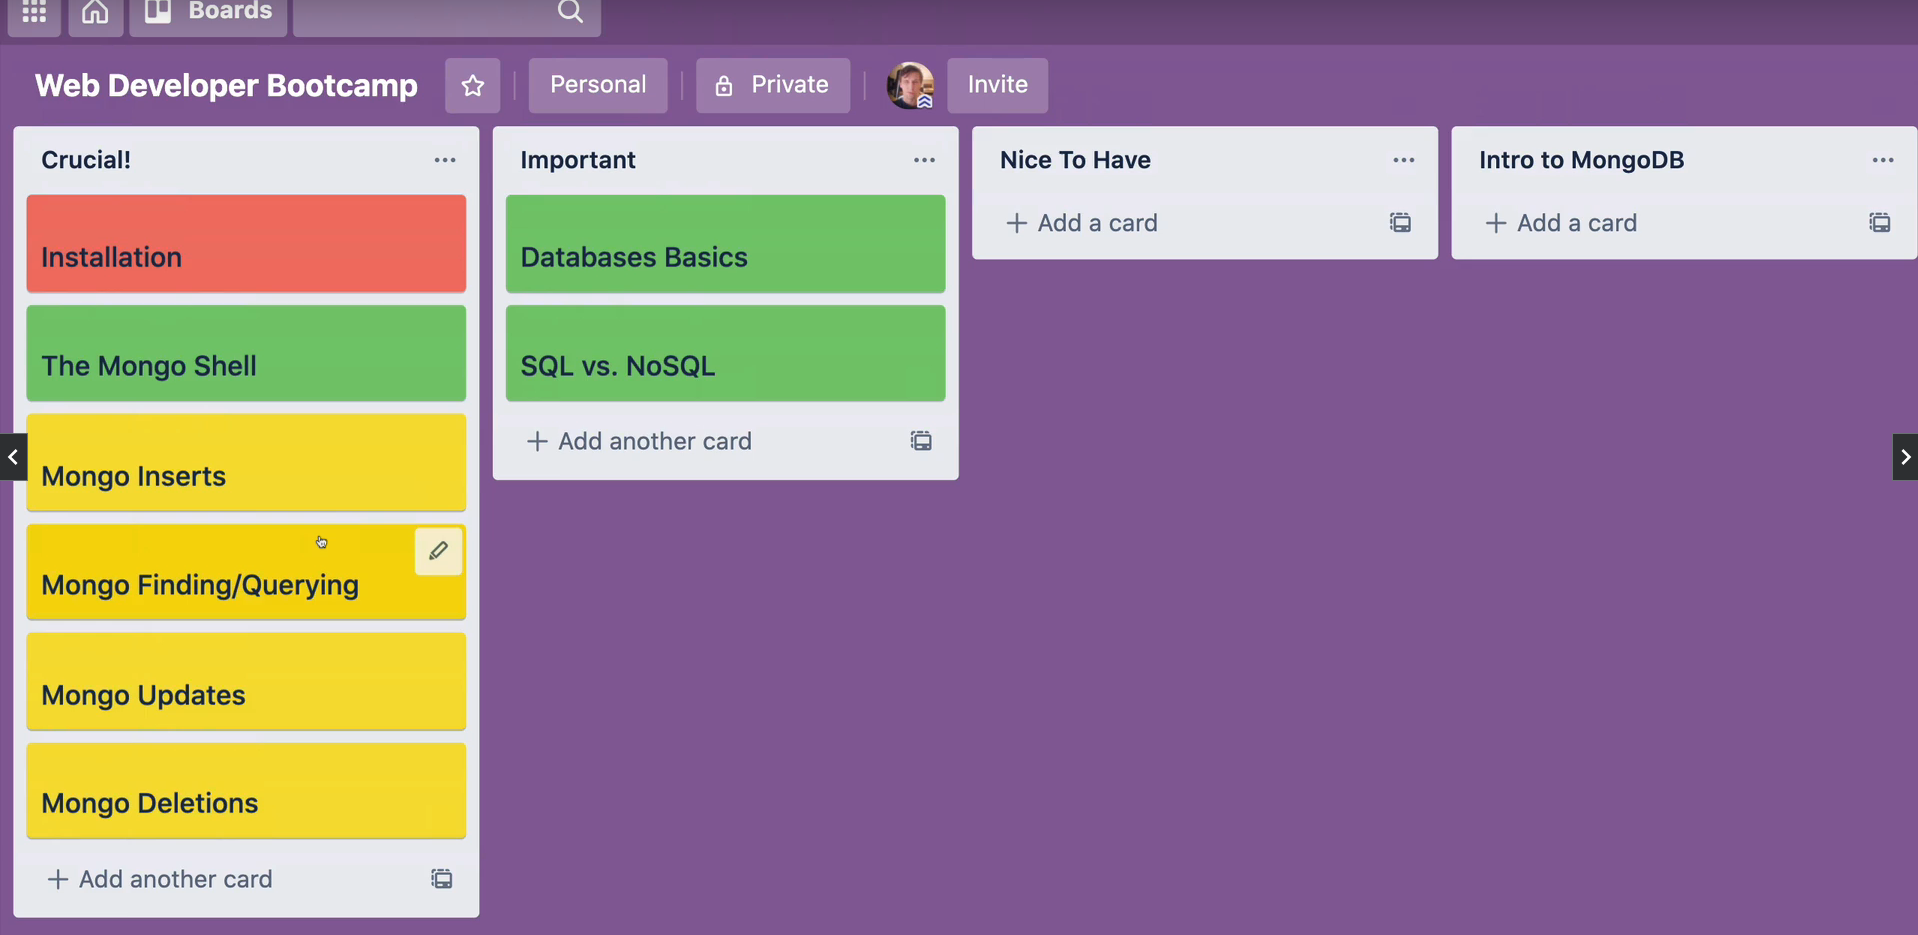 Boards
Web Developer Bootcamp
Personal
Private
Invite
Crucial!
Installation
The Mongo Shell
Mongo Inserts
Mongo Finding/Querying
Mongo Updates
Mongo Deletions
Add another card
Important
Databases Basics
SQL vs. NoSQL
Add another card
Nice To Have
Add a card
Intro to MongoDB
Add a card